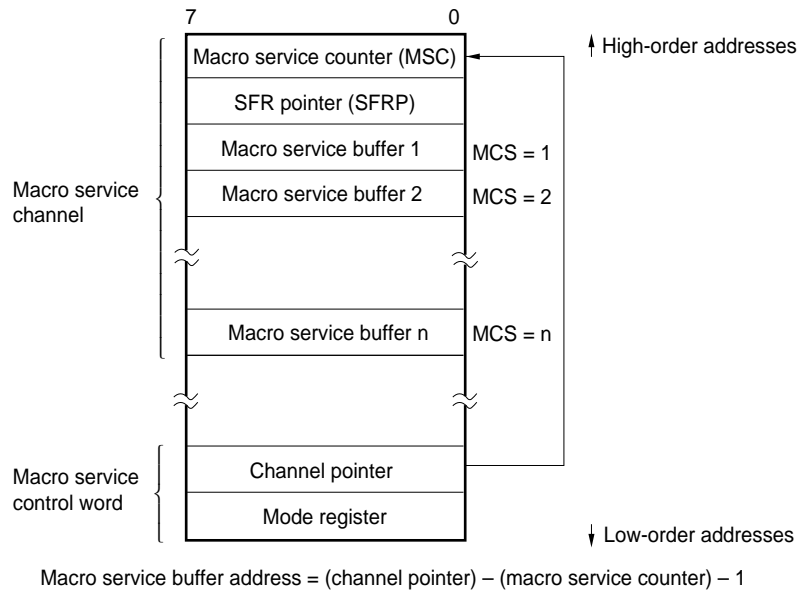 7 0
Macro service counter (MSC)
High-order addresses
SFR pointer (SFRP)
Macro service buffer 1
MCS = 1
Macro service
channel
Macro service buffer 2
MCS = 2
Macro service buffer n
MCS = n
Macro service
control word
Channel pointer
Mode register
Low-order addresses
Macro service buffer address = (channel pointer) – (macro service counter) – 1